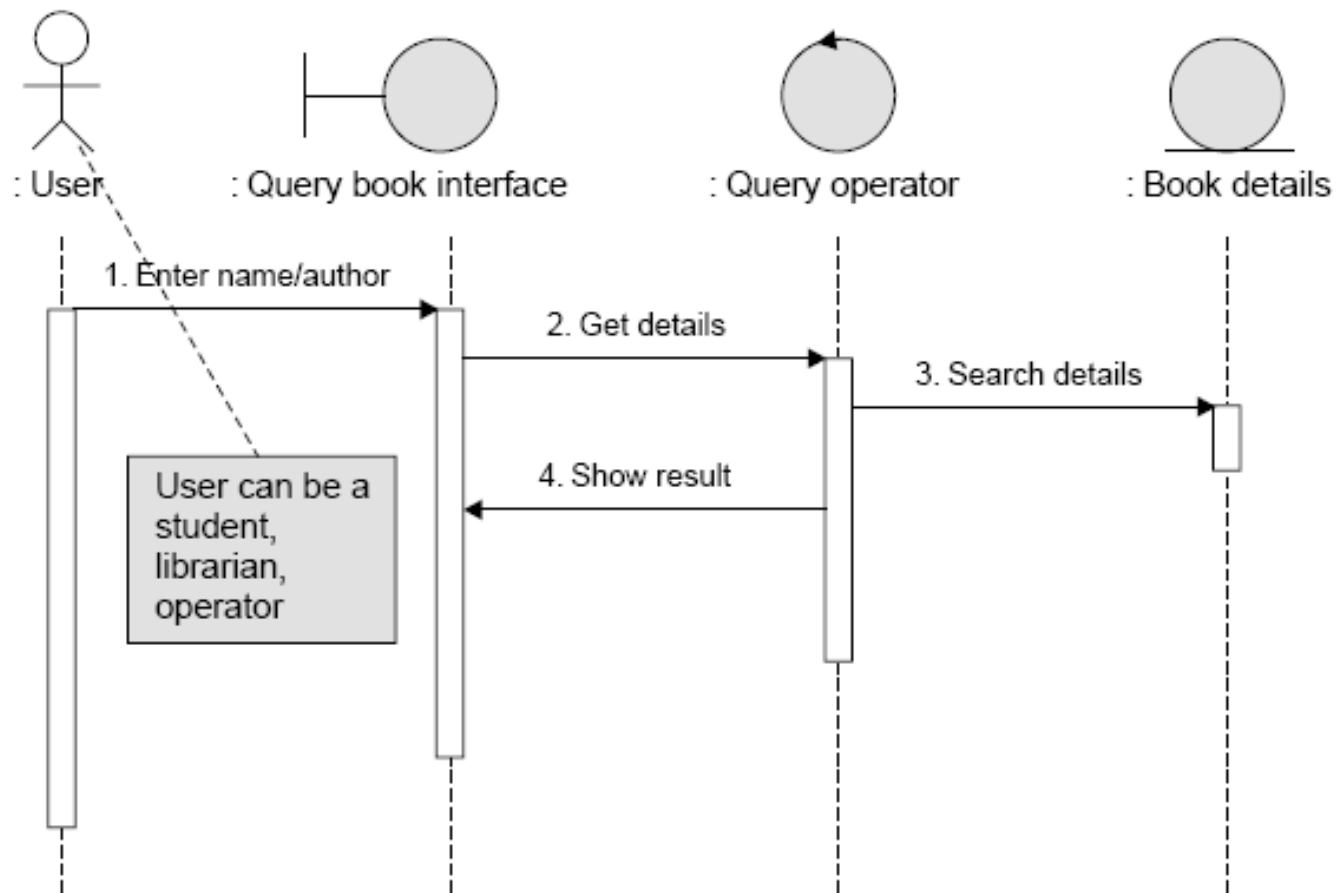 : User
: Query book interface
: Query operator
: Book details
1. Enter name/author
2. Get details
3. Search details
4. Show result
User can be a
student,
librarian,
operator